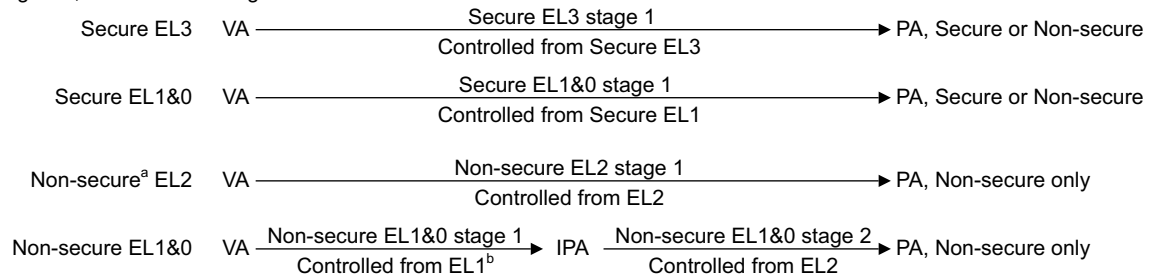 Secure EL3 stage 1
Secure EL3 VA PA, Secure or Non-secure
Controlled from Secure EL3
Secure EL1&0 stage 1
Secure EL1&0 VA PA, Secure or Non-secure
Controlled from Secure EL1
Non-secure EL2 stage 1
Non-secureᵃ EL2 VA PA, Non-secure only
Controlled from EL2
Non-secure EL1&0 stage 1 Non-secure EL1&0 stage 2
Non-secure EL1&0 VA IPA PA, Non-secure only
Controlled from EL1ᵇ Controlled from EL2